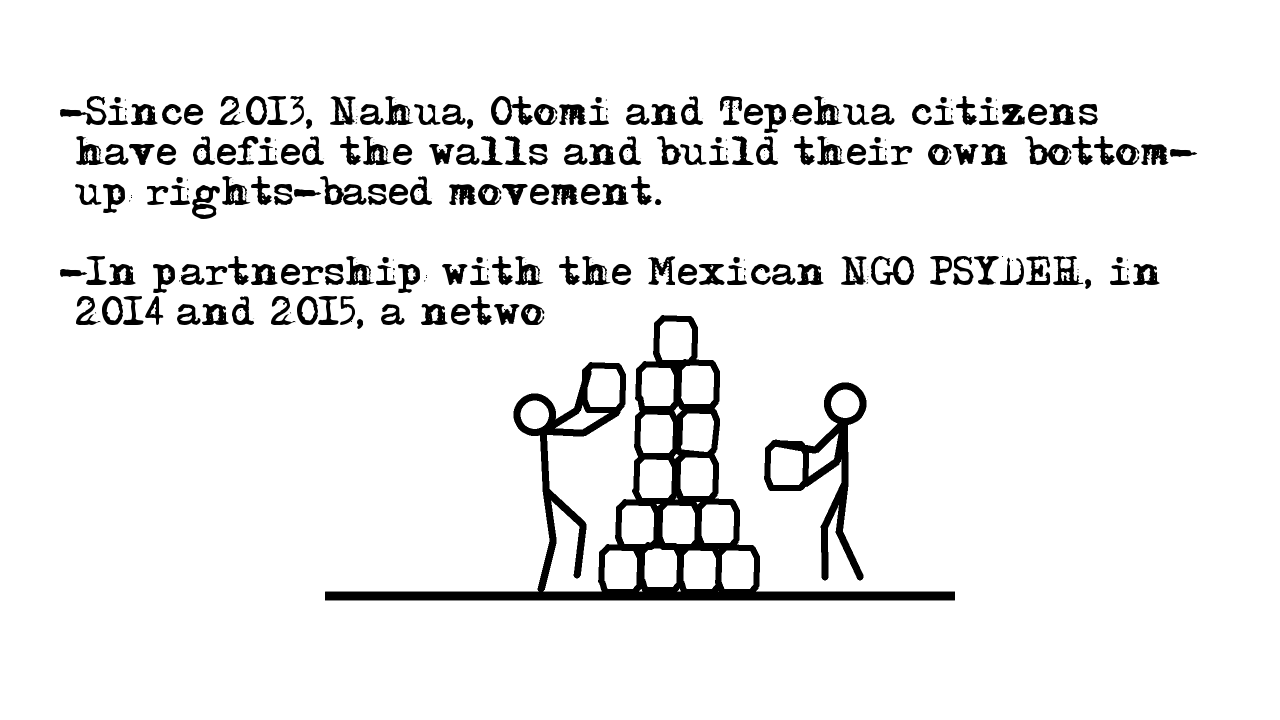 -Since 2013, Nahua, Otomi and Tepehua citizens
have defied the walls and build their own bottom-
up rights-based movement.
-In partnership with the Mexican NGO PSYDEH, in
2014 and 2015, a netwo